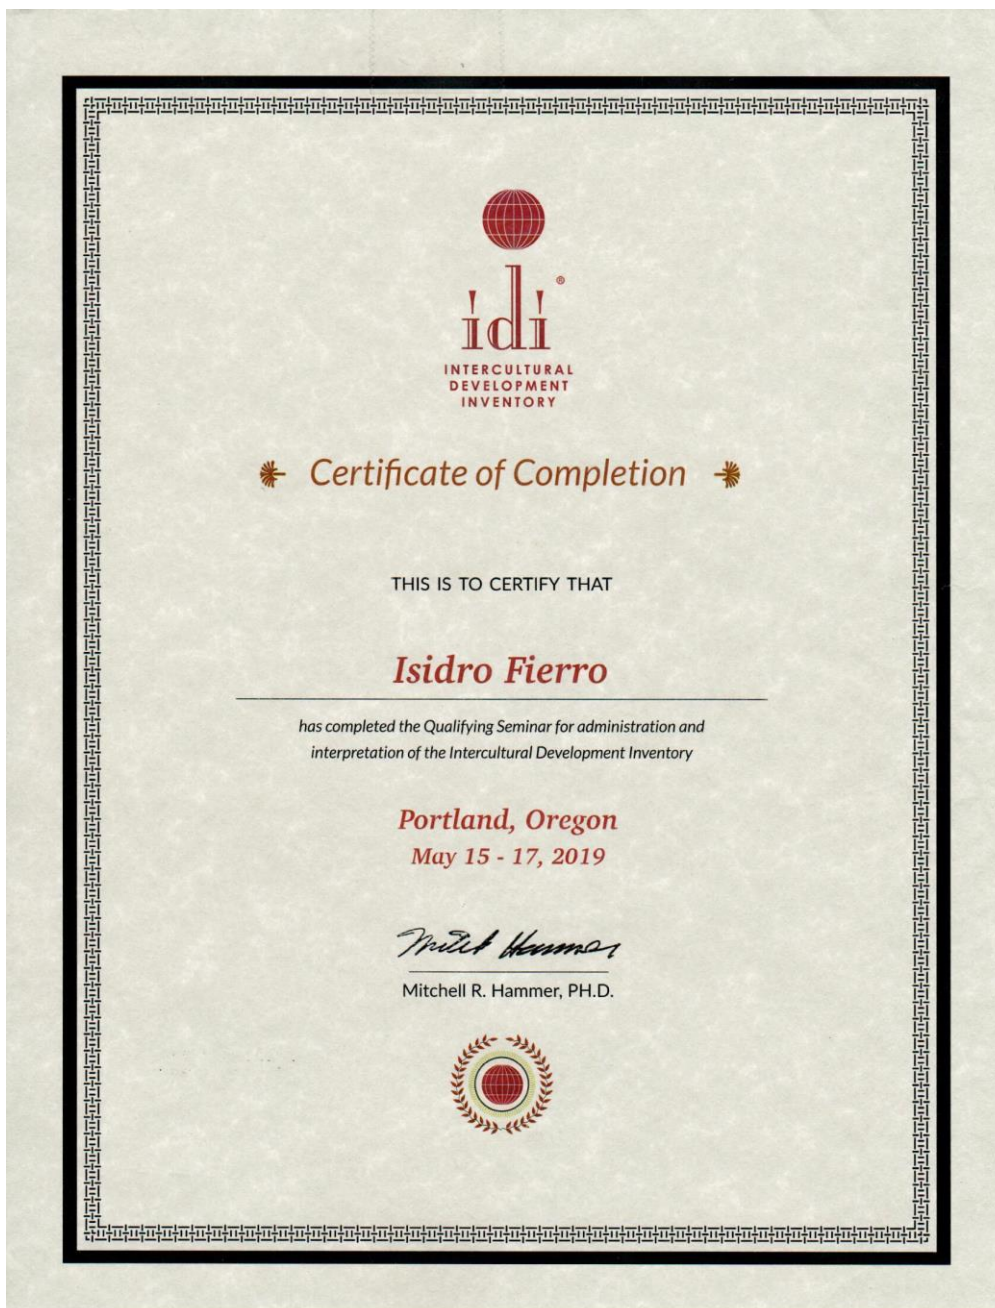 idi®
INTERCULTURAL
DEVELOPMENT
INVENTORY
Certificate of Completion
THIS IS TO CERTIFY THAT
Isidro Fierro
has completed the Qualifying Seminar for administration and
interpretation of the Intercultural Development Inventory
Portland, Oregon
May 15 - 17, 2019
Mitchell R. Hammer, PH.D.